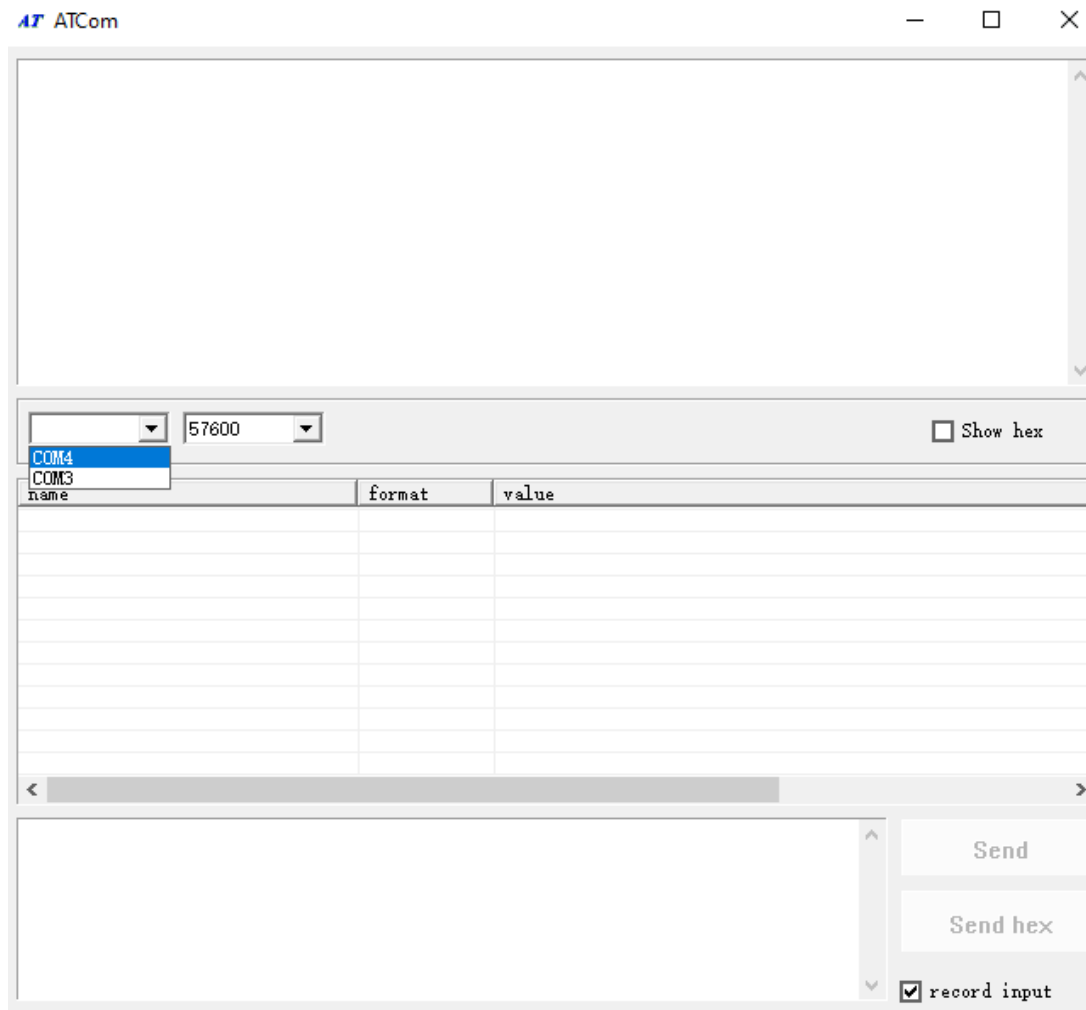 AT ATCom
57600
Show hex
COM4
COM3
name format value
Send
Send hex
record input